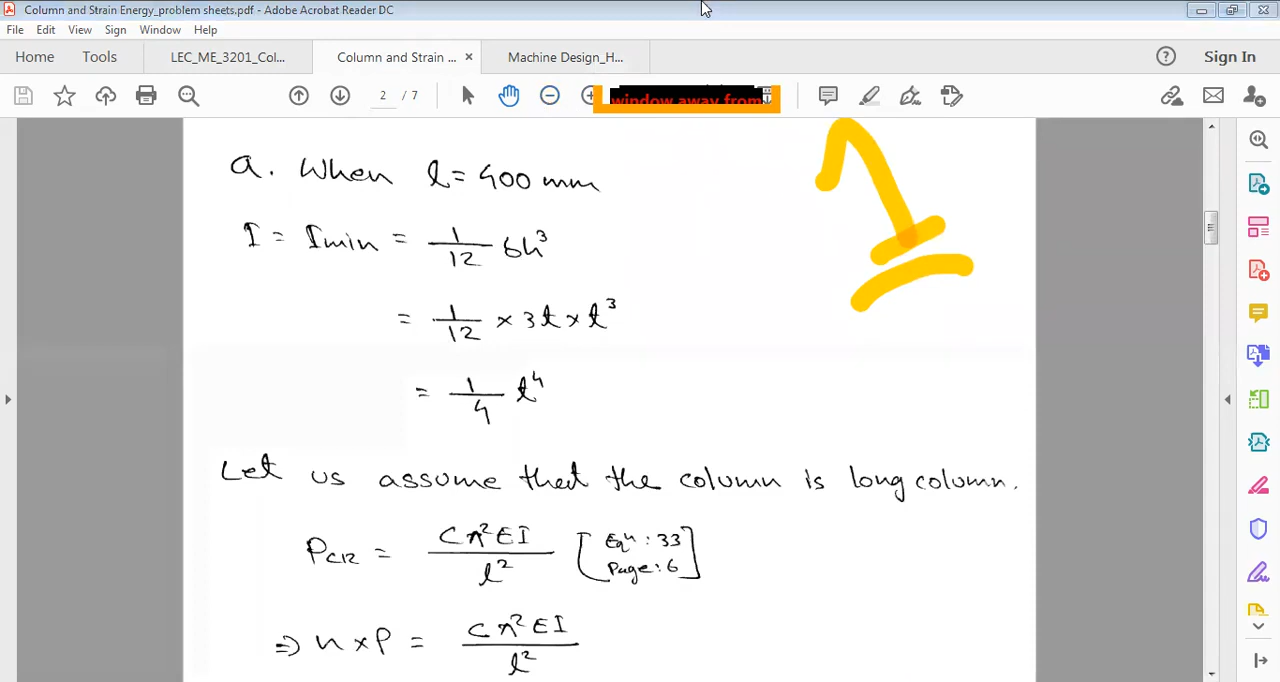 Column and Strain Energy_problem sheets.pdf - Adobe Acrobat Reader DC
File Edit View Sign Window Help
Home Tools LEC_ME_3201_Col... Column and Strain ... × Machine Design_H... ? Sign In
2 / 7 window away from
a. When l = 400 mm
I = Imin = 1/12 bh³
= 1/12 × 3t × t³
= 1/4 t⁴
Let us assume that the column is long column.
Pcr = Cπ²EI / l² [Eqⁿ : 33
Page : 6]
⇒ n × P = Cπ²EI / l²